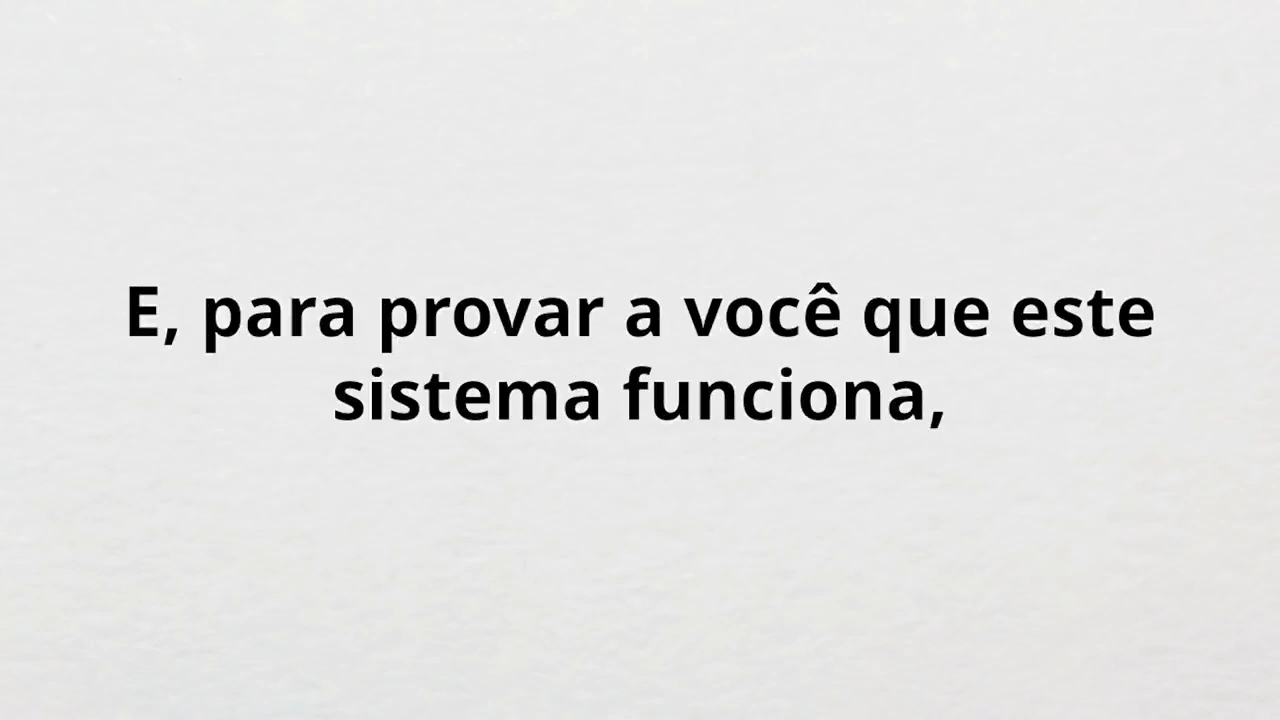 E, para provar a você que este
sistema funciona,